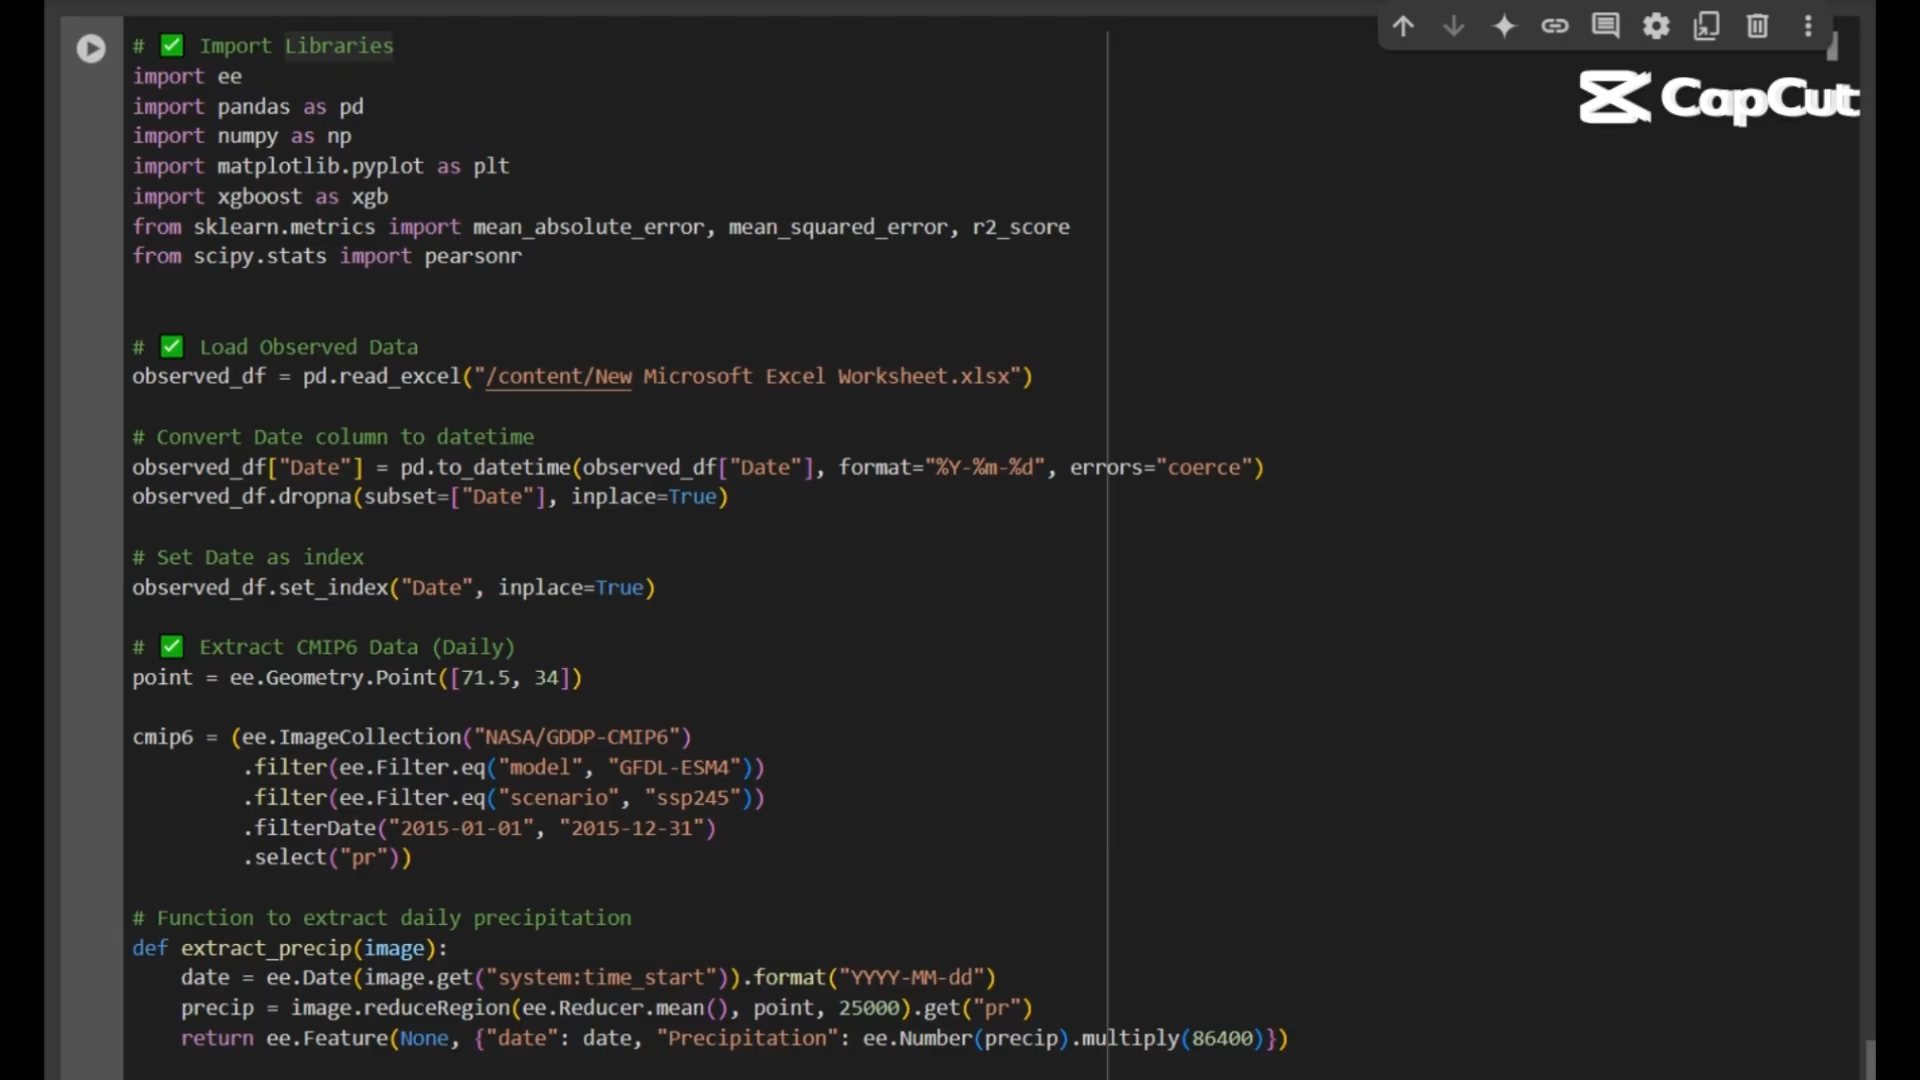 # ✅ Import Libraries
import ee
import pandas as pd
import numpy as np
import matplotlib.pyplot as plt
import xgboost as xgb
from sklearn.metrics import mean_absolute_error, mean_squared_error, r2_score
from scipy.stats import pearsonr
CapCut
# ✅ Load Observed Data
observed_df = pd.read_excel("/content/New Microsoft Excel Worksheet.xlsx")
# Convert Date column to datetime
observed_df["Date"] = pd.to_datetime(observed_df["Date"], format="%Y-%m-%d", errors="coerce")
observed_df.dropna(subset=["Date"], inplace=True)
# Set Date as index
observed_df.set_index("Date", inplace=True)
# ✅ Extract CMIP6 Data (Daily)
point = ee.Geometry.Point([71.5, 34])
cmip6 = (ee.ImageCollection("NASA/GDDP-CMIP6")
.filter(ee.Filter.eq("model", "GFDL-ESM4"))
.filter(ee.Filter.eq("scenario", "ssp245"))
.filterDate("2015-01-01", "2015-12-31")
.select("pr"))
# Function to extract daily precipitation
def extract_precip(image):
date = ee.Date(image.get("system:time_start")).format("YYYY-MM-dd")
precip = image.reduceRegion(ee.Reducer.mean(), point, 25000).get("pr")
return ee.Feature(None, {"date": date, "Precipitation": ee.Number(precip).multiply(86400)})